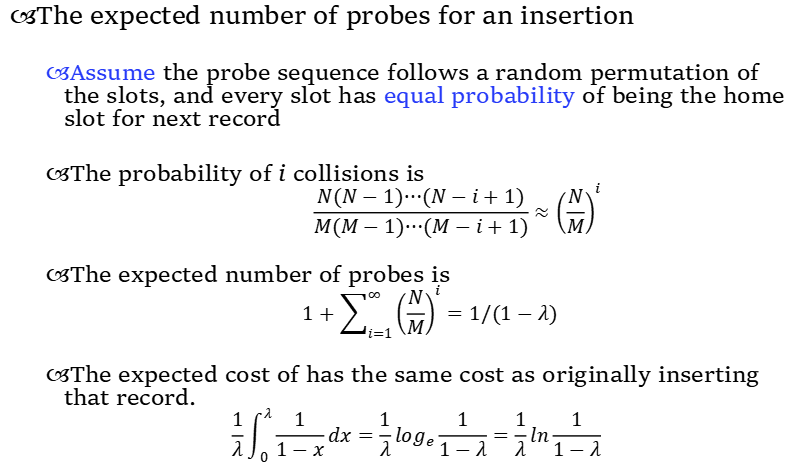 The expected number of probes for an insertion
Assume the probe sequence follows a random permutation of
the slots, and every slot has equal probability of being the home
slot for next record
The probability of i collisions is
N(N − 1)⋯(N − i + 1) / M(M − 1)⋯(M − i + 1) ≈ (N/M)^i
The expected number of probes is
1 + ∑_{i=1}^{∞} (N/M)^i = 1/(1 − λ)
The expected cost of has the same cost as originally inserting
that record.
1/λ ∫_0^λ 1/(1 − x) dx = 1/λ log_e 1/(1 − λ) = 1/λ ln 1/(1 − λ)